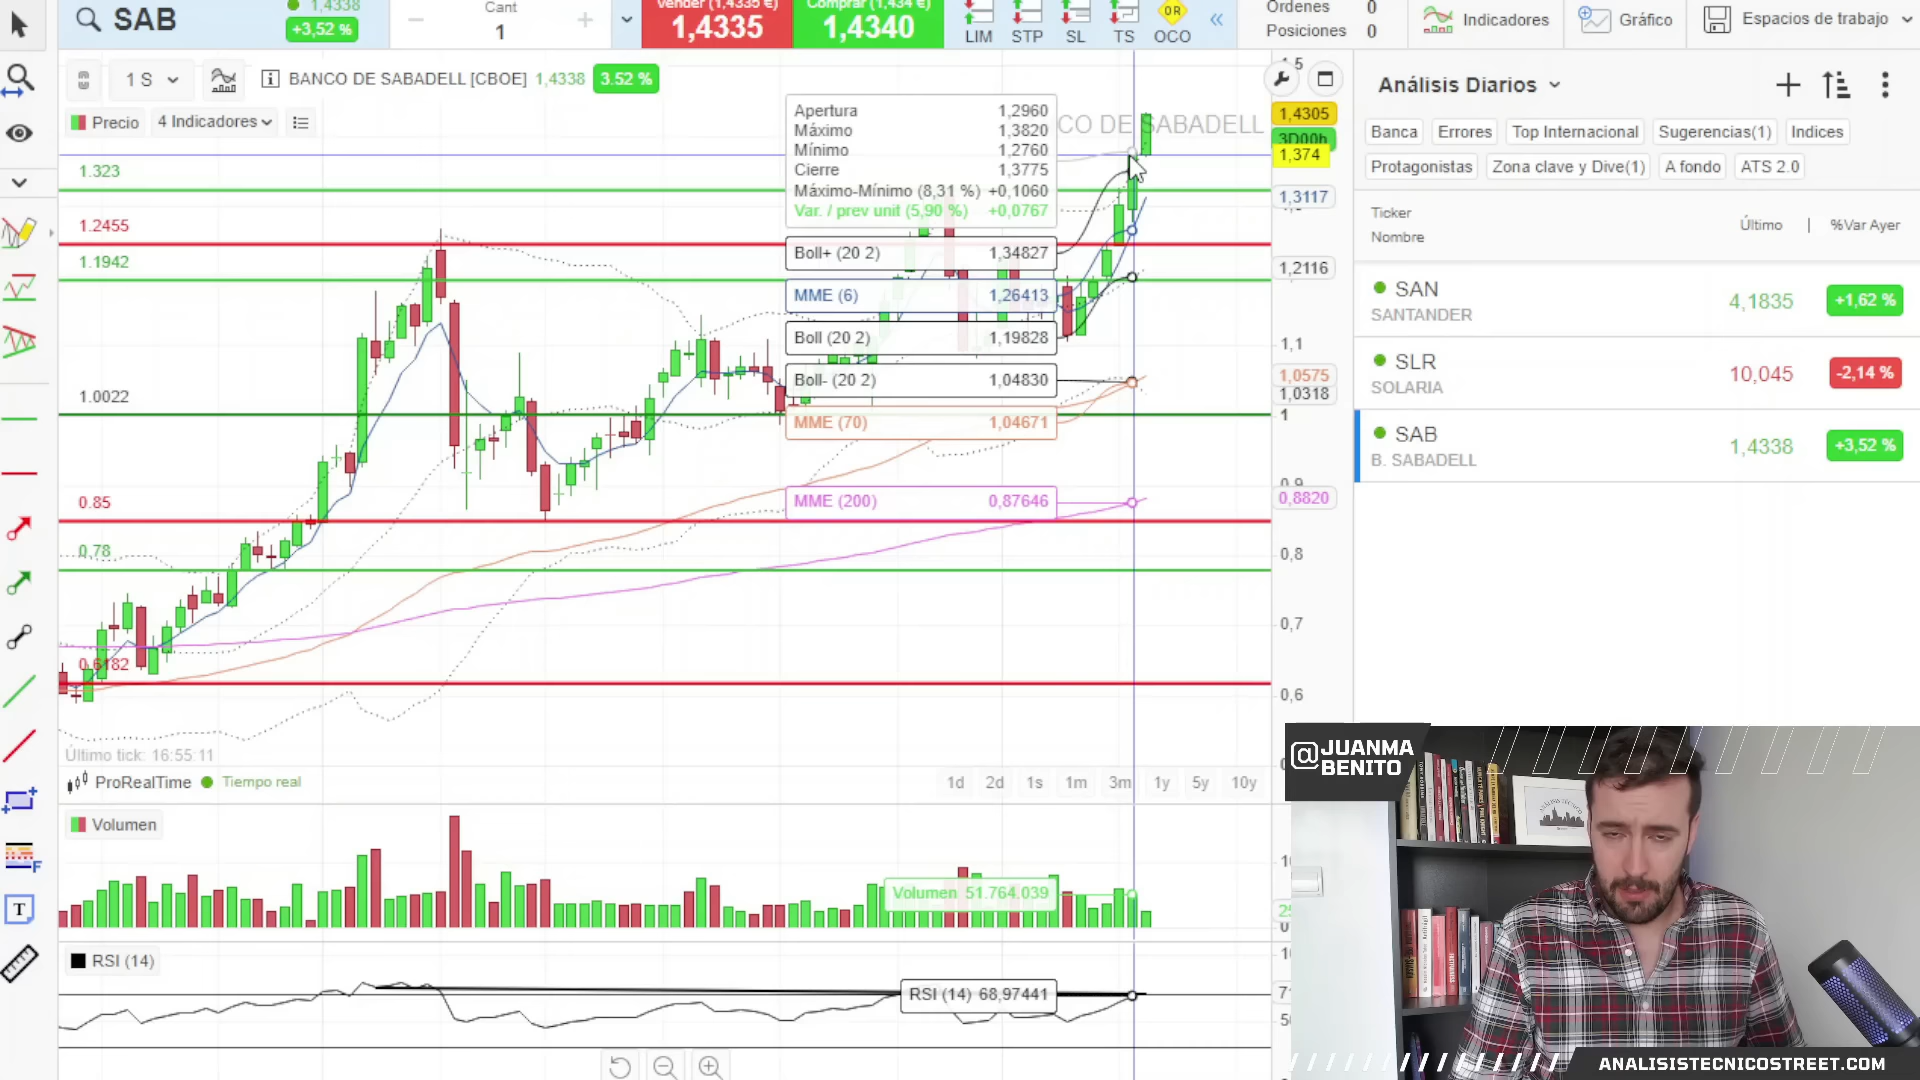 SAB
1,4338
+3,52 %
Cant
1
Vender (1,4335 €)
1,4335
Comprar (1,434 €)
1,4340
LIM
STP
SL
TS
OR
OCO
Ordenes 0
Posiciones 0
Indicadores
Gráfico
Espacios de trabajo
1 S
BANCO DE SABADELL [CBOE] 1,4338 3.52 %
Precio
4 Indicadores
CO DE SABADELL
Apertura 1,2960
Máximo 1,3820
Mínimo 1,2760
Cierre 1,3775
Máximo-Mínimo (8,31 %) +0,1060
Var. / prev unit (5,90 %) +0,0767
Boll+ (20 2) 1,34827
MME (6) 1,26413
Boll (20 2) 1,19828
Boll- (20 2) 1,04830
MME (70) 1,04671
MME (200) 0,87646
1.323
1.2455
1.1942
1.0022
0.85
0.78
0.6182
1,4305
3D00h
1,374
1,3117
1,2116
1,1
1,0575
1,0318
1
0,9
0,8820
0,8
0,7
0,6
Último tick: 16:55:11
ProRealTime
Tiempo real
1d 2d 1s 1m 3m 1y 5y 10y
Volumen
Volumen 51.764.039
RSI (14)
RSI (14) 68,97441
Análisis Diarios
Banca
Errores
Top Internacional
Sugerencias(1)
Indices
Protagonistas
Zona clave y Dive(1)
A fondo
ATS 2.0
Ticker
Nombre
Último
%Var Ayer
SAN
SANTANDER
4,1835
+1,62 %
SLR
SOLARIA
10,045
-2,14 %
SAB
B. SABADELL
1,4338
+3,52 %
@JUANMA
BENITO
T
F
ANALISISTECNICOSTREET.COM